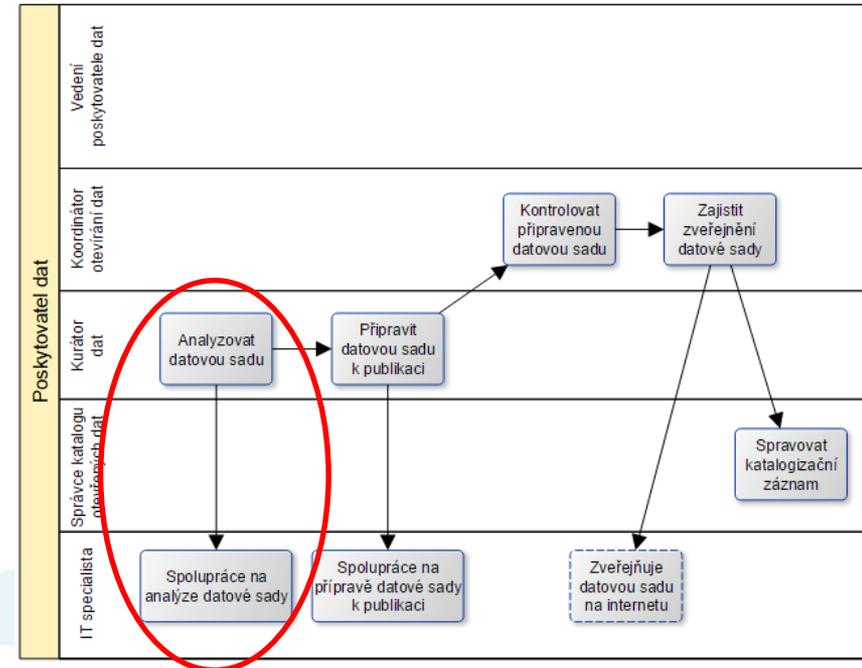 Poskytovatel dat
Vedení
poskytovatele dat
Koordinátor
otevírání dat
Kontrolovat
připravenou
datovou sadu
Zajistit
zveřejnění
datové sady
Kurátor
dat
Analyzovat
datovou sadu
Připravit
datovou sadu
k publikaci
Správce katalogu
otevřených dat
Spravovat
katalogizační
záznam
IT specialista
Spolupráce na
analýze datové sady
Spolupráce na
přípravě datové sady
k publikaci
Zveřejňuje
datovou sadu
na internetu